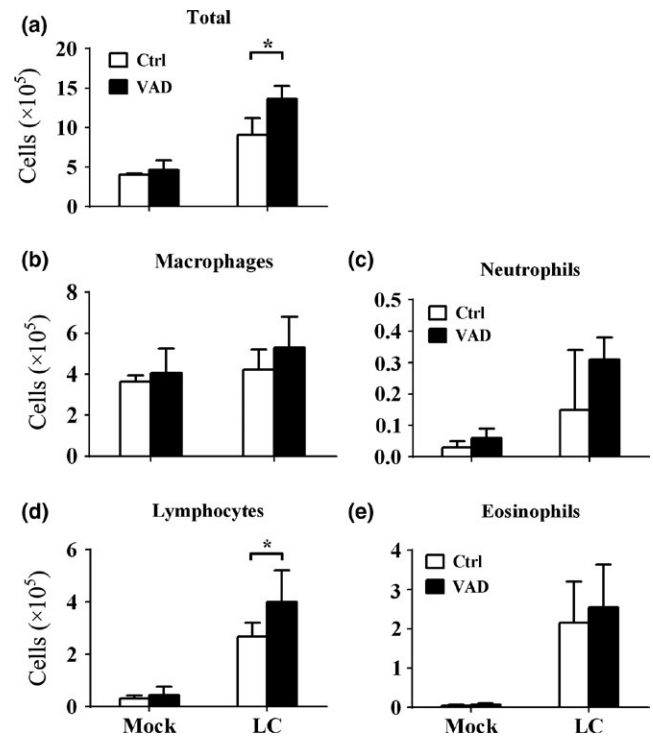 (a) Total
Cells (×10⁵)
20
15
10
5
0
Ctrl
VAD
*
(b) Macrophages
Cells (×10⁵)
8
6
4
2
0
(c) Neutrophils
0.5
0.4
0.3
0.2
0.1
0.0
Ctrl
VAD
(d) Lymphocytes
Cells (×10⁵)
6
4
2
0
*
Mock LC
(e) Eosinophils
4
3
2
1
0
Ctrl
VAD
Mock LC